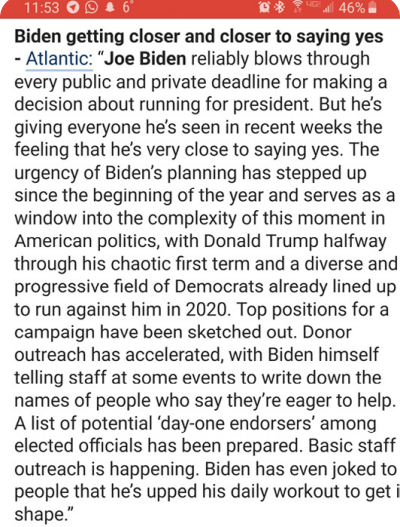 11:53 6° 46%
Biden getting closer and closer to saying yes
- Atlantic: “Joe Biden reliably blows through
every public and private deadline for making a
decision about running for president. But he’s
giving everyone he’s seen in recent weeks the
feeling that he’s very close to saying yes. The
urgency of Biden’s planning has stepped up
since the beginning of the year and serves as a
window into the complexity of this moment in
American politics, with Donald Trump halfway
through his chaotic first term and a diverse and
progressive field of Democrats already lined up
to run against him in 2020. Top positions for a
campaign have been sketched out. Donor
outreach has accelerated, with Biden himself
telling staff at some events to write down the
names of people who say they’re eager to help.
A list of potential ‘day-one endorsers’ among
elected officials has been prepared. Basic staff
outreach is happening. Biden has even joked to
people that he’s upped his daily workout to get i
shape.”